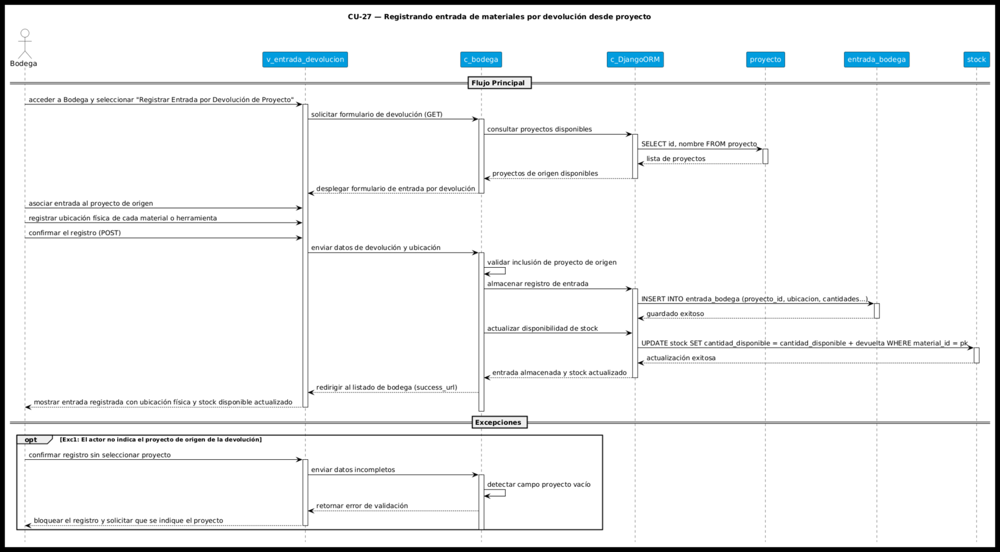 CU-27 — Registrando entrada de materiales por devolución desde proyecto
Bodega
v_entrada_devolucion
c_bodega
c_DjangoORM
proyecto
entrada_bodega
stock
Flujo Principal
acceder a Bodega y seleccionar "Registrar Entrada por Devolución de Proyecto"
solicitar formulario de devolución (GET)
consultar proyectos disponibles
SELECT id, nombre FROM proyecto
lista de proyectos
proyectos de origen disponibles
desplegar formulario de entrada por devolución
asociar entrada al proyecto de origen
registrar ubicación física de cada material o herramienta
confirmar el registro (POST)
enviar datos de devolución y ubicación
validar inclusión de proyecto de origen
almacenar registro de entrada
INSERT INTO entrada_bodega (proyecto_id, ubicacion, cantidades...)
guardado exitoso
actualizar disponibilidad de stock
UPDATE stock SET cantidad_disponible = cantidad_disponible + devuelta WHERE material_id = pk
actualización exitosa
entrada almacenada y stock actualizado
redirigir al listado de bodega (success_url)
mostrar entrada registrada con ubicación física y stock disponible actualizado
Excepciones
opt [Exc1: El actor no indica el proyecto de origen de la devolución]
confirmar registro sin seleccionar proyecto
enviar datos incompletos
detectar campo proyecto vacío
retornar error de validación
bloquear el registro y solicitar que se indique el proyecto